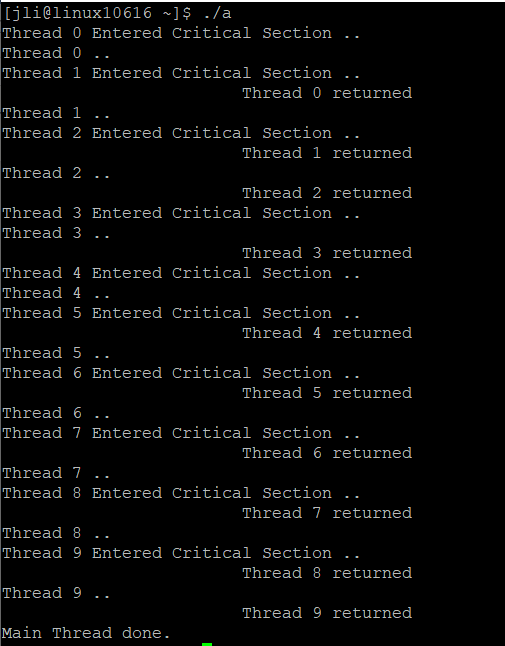 [jli@linux10616 ~]$ ./a
Thread 0 Entered Critical Section ..
Thread 0 ..
Thread 1 Entered Critical Section ..
Thread 0 returned
Thread 1 ..
Thread 2 Entered Critical Section ..
Thread 1 returned
Thread 2 ..
Thread 2 returned
Thread 3 Entered Critical Section ..
Thread 3 ..
Thread 3 returned
Thread 4 Entered Critical Section ..
Thread 4 ..
Thread 5 Entered Critical Section ..
Thread 4 returned
Thread 5 ..
Thread 6 Entered Critical Section ..
Thread 5 returned
Thread 6 ..
Thread 7 Entered Critical Section ..
Thread 6 returned
Thread 7 ..
Thread 8 Entered Critical Section ..
Thread 7 returned
Thread 8 ..
Thread 9 Entered Critical Section ..
Thread 8 returned
Thread 9 ..
Thread 9 returned
Main Thread done.